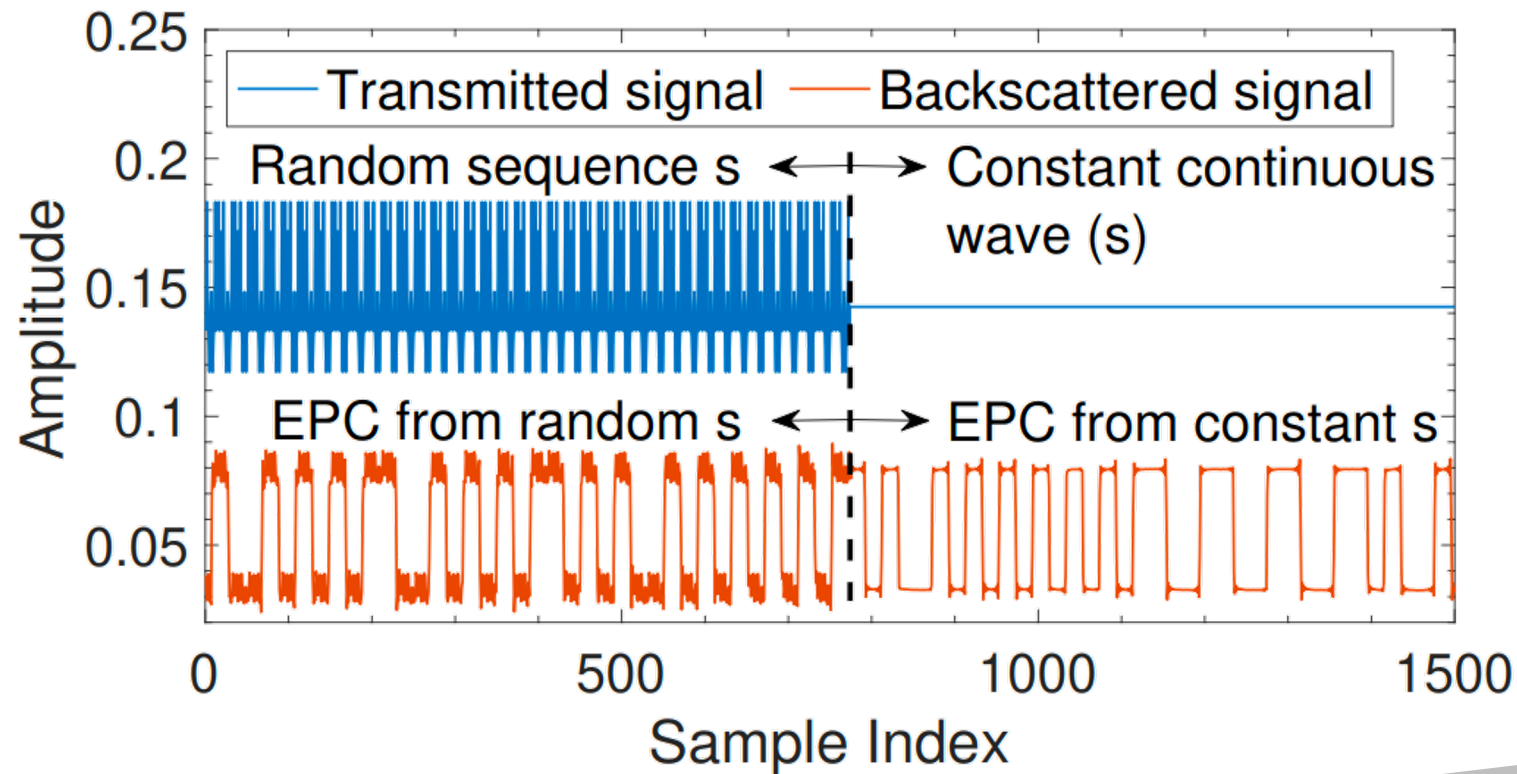 0.25
Transmitted signal Backscattered signal
0.2
Random sequence s
Constant continuous
wave (s)
0.15
Amplitude
0.1
EPC from random s
EPC from constant s
0.05
0 500 1000 1500
Sample Index